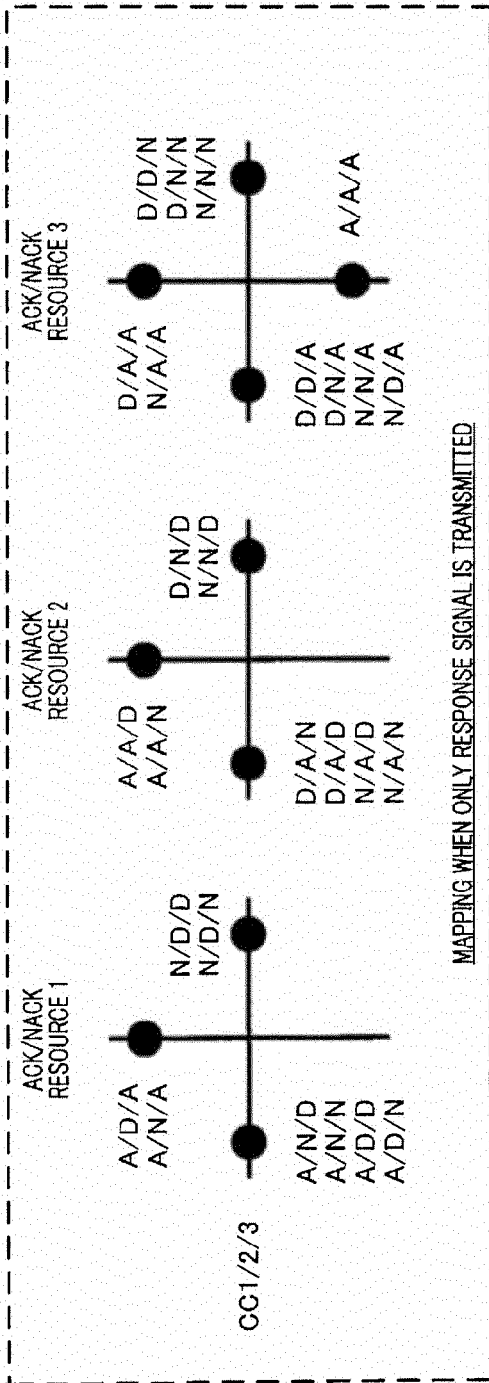 ACK/NACK
RESOURCE 1
A/D/A
A/N/A
N/D/D
N/D/N
CC1/2/3
A/N/D
A/N/N
A/D/D
A/D/N
ACK/NACK
RESOURCE 2
A/A/D
A/A/N
D/N/D
N/N/D
D/A/N
D/A/D
N/A/D
N/A/N
ACK/NACK
RESOURCE 3
D/A/A
N/A/A
D/D/N
D/N/N
N/N/N
D/D/A
D/N/A
N/N/A
N/D/A
A/A/A
MAPPING WHEN ONLY RESPONSE SIGNAL IS TRANSMITTED